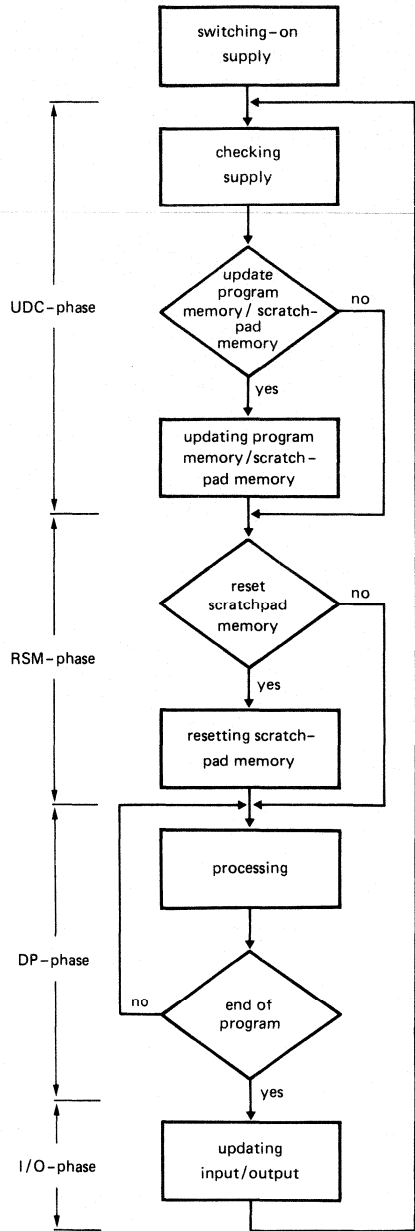 switching-on
supply
checking
supply
update
program
memory / scratch-
pad
memory
no
UDC-phase
yes
updating program
memory/scratch-
pad memory
reset
scratchpad
memory
no
RSM-phase
yes
resetting scratch-
pad memory
processing
DP-phase
no
end of
program
yes
I/O-phase
updating
input/output